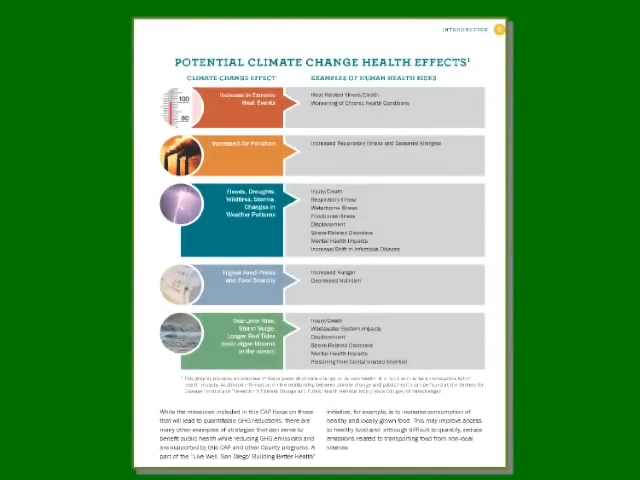 INTRODUCTION
POTENTIAL CLIMATE CHANGE HEALTH EFFECTS¹
CLIMATE CHANGE EFFECT
EXAMPLES OF HUMAN HEALTH RISKS
100
80
Increase in Extreme
Heat Events
Heat Related Illness/Death
Worsening of Chronic Health Conditions
Increased Air Pollution
Increased Respiratory Illness and Seasonal Allergies
Floods, Droughts,
Wildfires, Storms,
Changes in
Weather Patterns
Injury/Death
Respiratory Illness
Waterborne Illness
Foodborne Illness
Displacement
Stress Related Disorders
Mental Health Impacts
Increase/Shift in Infectious Diseases
Higher Food Prices
and Food Scarcity
Increased Hunger
Decreased Nutrition
Sea Level Rise,
Storm Surge,
Longer Red Tides
(toxic algae blooms
in the ocean)
Injury/Death
Wastewater System Impacts
Displacement
Stress Related Disorders
Mental Health Impacts
Poisoning From Contaminated Shellfish
While the measures included in this CAP focus on those
that will lead to quantifiable GHG reductions, there are
many other examples of strategies that can serve to
benefit public health while reducing GHG emissions and
are supported by this CAP and other County programs. A
part of the "Live Well, San Diego! Building Better Health"
initiative, for example, is to increase consumption of
healthy and locally grown food. This may improve access
to healthy food and, although difficult to quantify, reduce
emissions related to transporting food from non-local
sources.